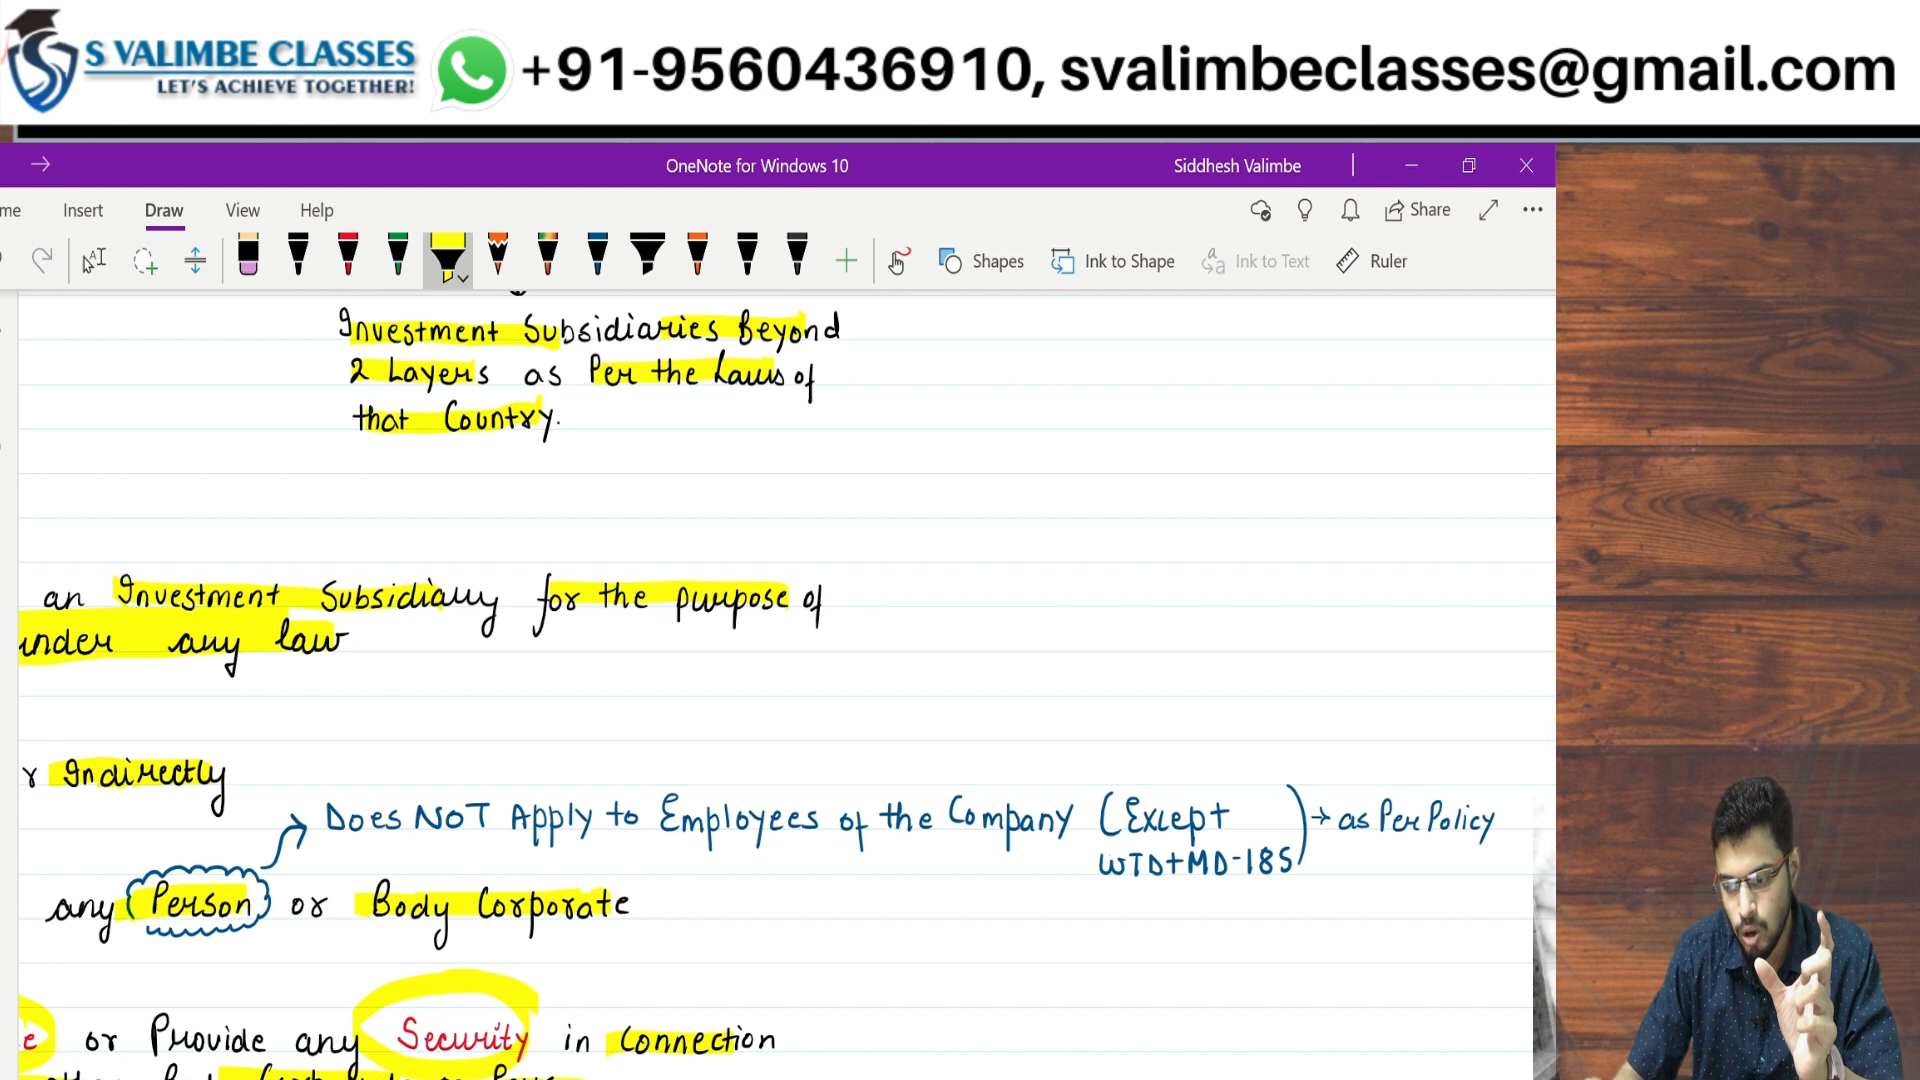 S VALIMBE CLASSES
LET'S ACHIEVE TOGETHER!
+91-9560436910, svalimbeclasses@gmail.com
OneNote for Windows 10
Siddhesh Valimbe
me Insert Draw View Help
Share
Shapes Ink to Shape Ink to Text Ruler
Investment Subsidiaries Beyond
2 Layers as Per the Laws of
that Country.
an Investment Subsidiary for the purpose of
under any law
r Indirectly
Does NOT Apply to Employees of the Company (Except → as Per Policy
WTD+MD-185)
any (Person) or Body Corporate
e or Provide any Security in connection